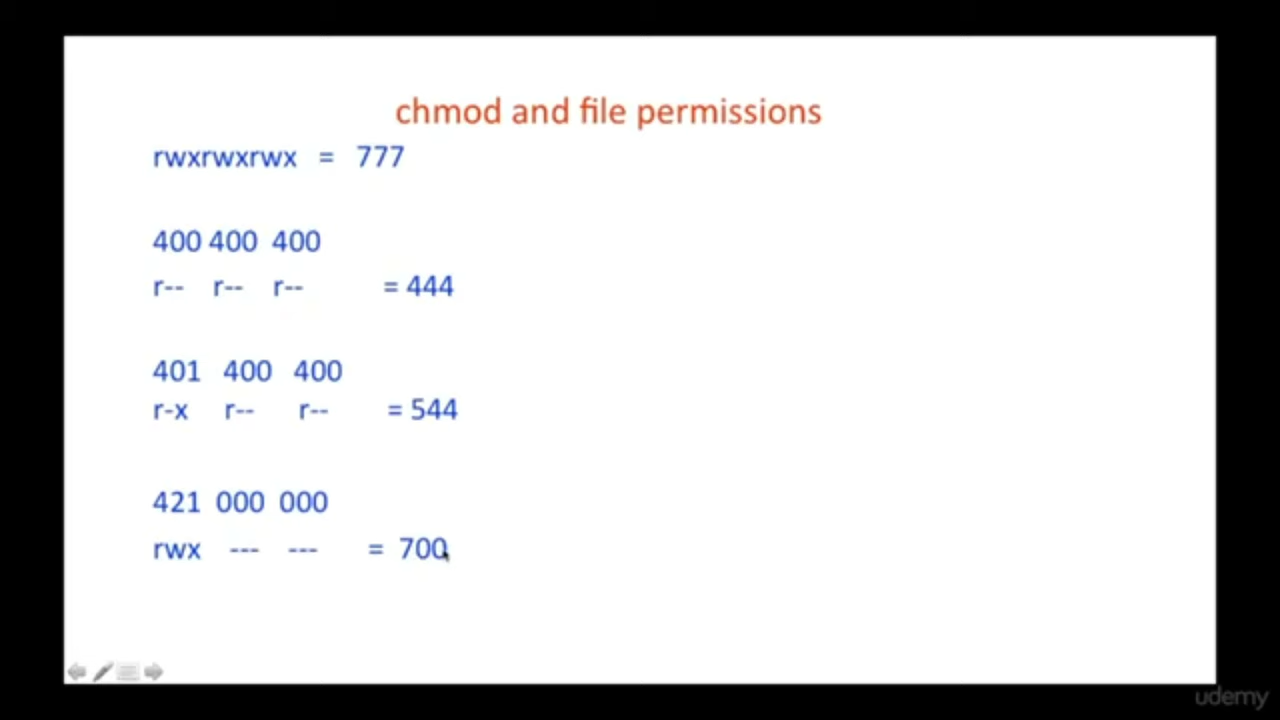 chmod and file permissions
rwxrwxrwx = 777
400 400 400
r-- r-- r-- = 444
401 400 400
r-x r-- r-- = 544
421 000 000
rwx --- --- = 700
udemy